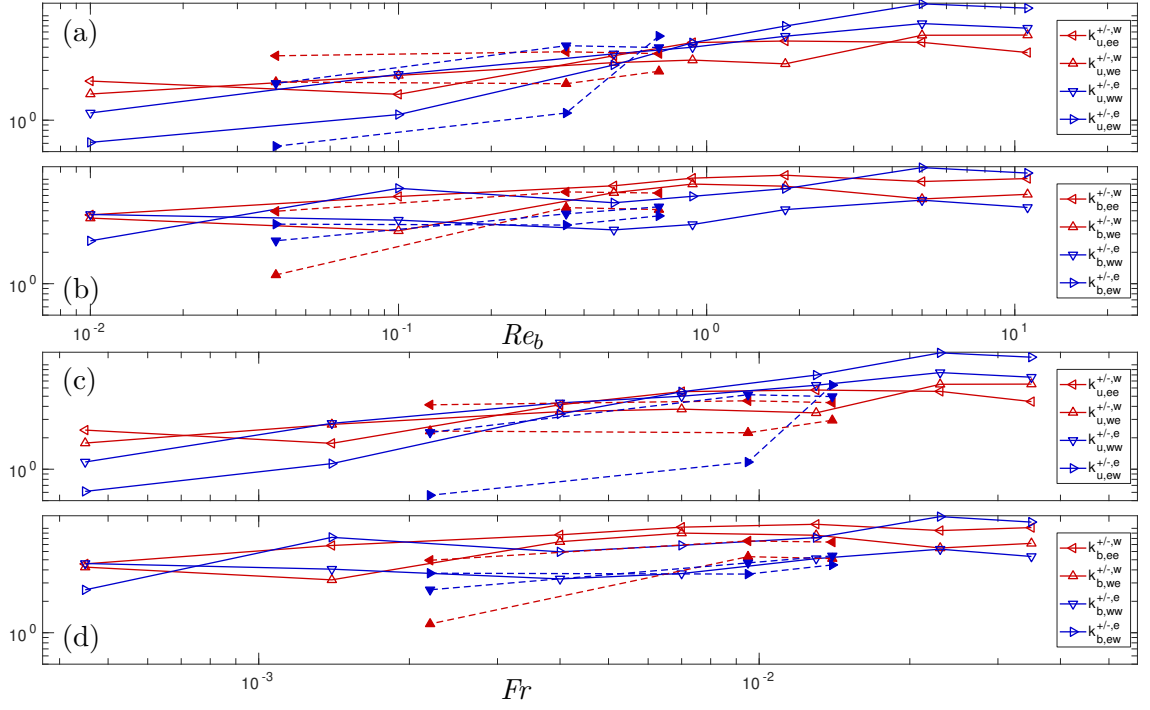 (a)
10^0
k_{u,ee}^{+/-,w}
k_{u,we}^{+/-,w}
k_{u,ww}^{+/-,e}
k_{u,ew}^{+/-,e}
(b)
10^0
k_{b,ee}^{+/-,w}
k_{b,we}^{+/-,w}
k_{b,ww}^{+/-,e}
k_{b,ew}^{+/-,e}
10^{-2} 10^{-1} 10^0 10^1
Re_b
(c)
10^0
k_{u,ee}^{+/-,w}
k_{u,we}^{+/-,w}
k_{u,ww}^{+/-,e}
k_{u,ew}^{+/-,e}
(d)
10^0
k_{b,ee}^{+/-,w}
k_{b,we}^{+/-,w}
k_{b,ww}^{+/-,e}
k_{b,ew}^{+/-,e}
10^{-3} 10^{-2}
Fr